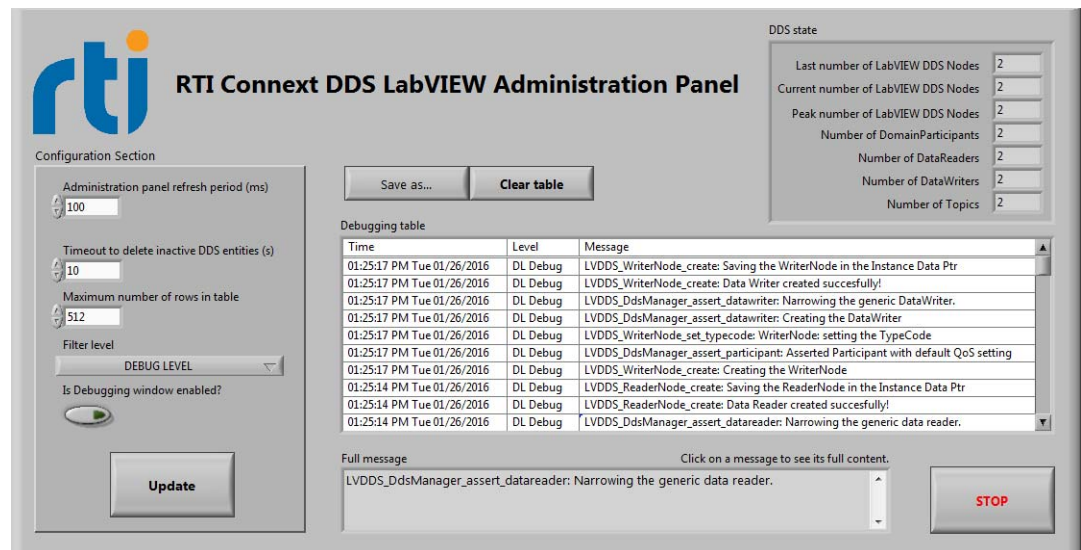 rti
RTI Connext DDS LabVIEW Administration Panel
DDS state
Last number of LabVIEW DDS Nodes 2
Current number of LabVIEW DDS Nodes 2
Peak number of LabVIEW DDS Nodes 2
Number of DomainParticipants 2
Number of DataReaders 2
Number of DataWriters 2
Number of Topics 2
Configuration Section
Administration panel refresh period (ms)
100
Timeout to delete inactive DDS entities (s)
10
Maximum number of rows in table
512
Filter level
DEBUG LEVEL
Is Debugging window enabled?
Update
Save as... Clear table
Debugging table
Time Level Message
01:25:17 PM Tue 01/26/2016 DL Debug LVDDS_WriterNode_create: Saving the WriterNode in the Instance Data Ptr
01:25:17 PM Tue 01/26/2016 DL Debug LVDDS_WriterNode_create: Data Writer created succesfully!
01:25:17 PM Tue 01/26/2016 DL Debug LVDDS_DdsManager_assert_datawriter: Narrowing the generic DataWriter.
01:25:17 PM Tue 01/26/2016 DL Debug LVDDS_DdsManager_assert_datawriter: Creating the DataWriter
01:25:17 PM Tue 01/26/2016 DL Debug LVDDS_WriterNode_set_typecode: WriterNode: setting the TypeCode
01:25:17 PM Tue 01/26/2016 DL Debug LVDDS_DdsManager_assert_participant: Asserted Participant with default QoS setting
01:25:17 PM Tue 01/26/2016 DL Debug LVDDS_WriterNode_create: Creating the WriterNode
01:25:14 PM Tue 01/26/2016 DL Debug LVDDS_ReaderNode_create: Saving the ReaderNode in the Instance Data Ptr
01:25:14 PM Tue 01/26/2016 DL Debug LVDDS_ReaderNode_create: Data Reader created succesfully!
01:25:14 PM Tue 01/26/2016 DL Debug LVDDS_DdsManager_assert_datareader: Narrowing the generic data reader.
Full message Click on a message to see its full content.
LVDDS_DdsManager_assert_datareader: Narrowing the generic data reader.
STOP